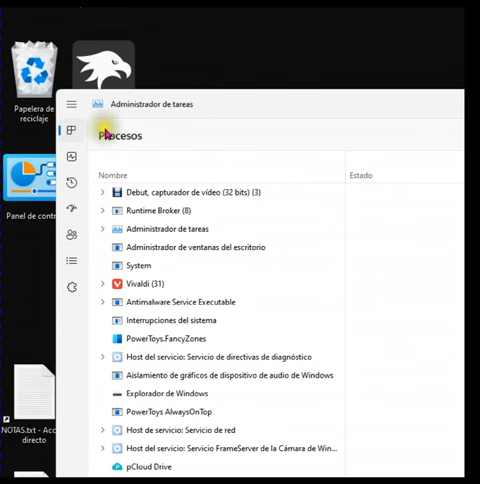 Papelera de
reciclaje
Administrador de tareas
Procesos
Panel de contr
Nombre
Estado
Debut, capturador de vídeo (32 bits) (3)
Runtime Broker (8)
Administrador de tareas
Administrador de ventanas del escritorio
System
Vivaldi (31)
Antimalware Service Executable
Interrupciones del sistema
PowerToys.FancyZones
Host del servicio: Servicio de directivas de diagnóstico
Aislamiento de gráficos de dispositivo de audio de Windows
Explorador de Windows
PowerToys AlwaysOnTop
Host de servicio: Servicio de red
Host del servicio: Servicio FrameServer de la Cámara de Win...
pCloud Drive
NOTAS.txt - Acc
directo